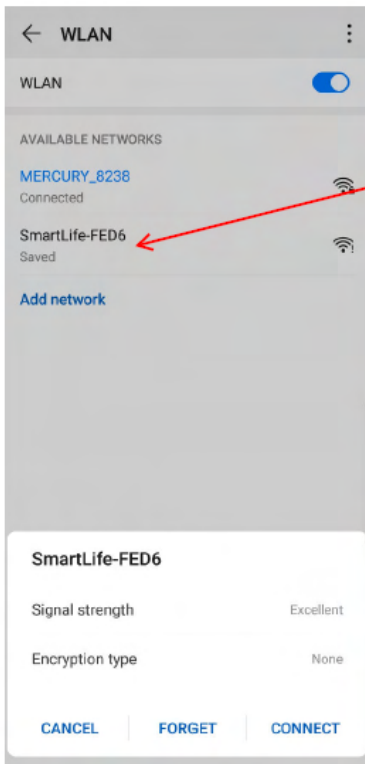 WLAN
WLAN
AVAILABLE NETWORKS
MERCURY_8238
Connected
SmartLife-FED6
Saved
Add network
SmartLife-FED6
Signal strength Excellent
Encryption type None
CANCEL FORGET CONNECT